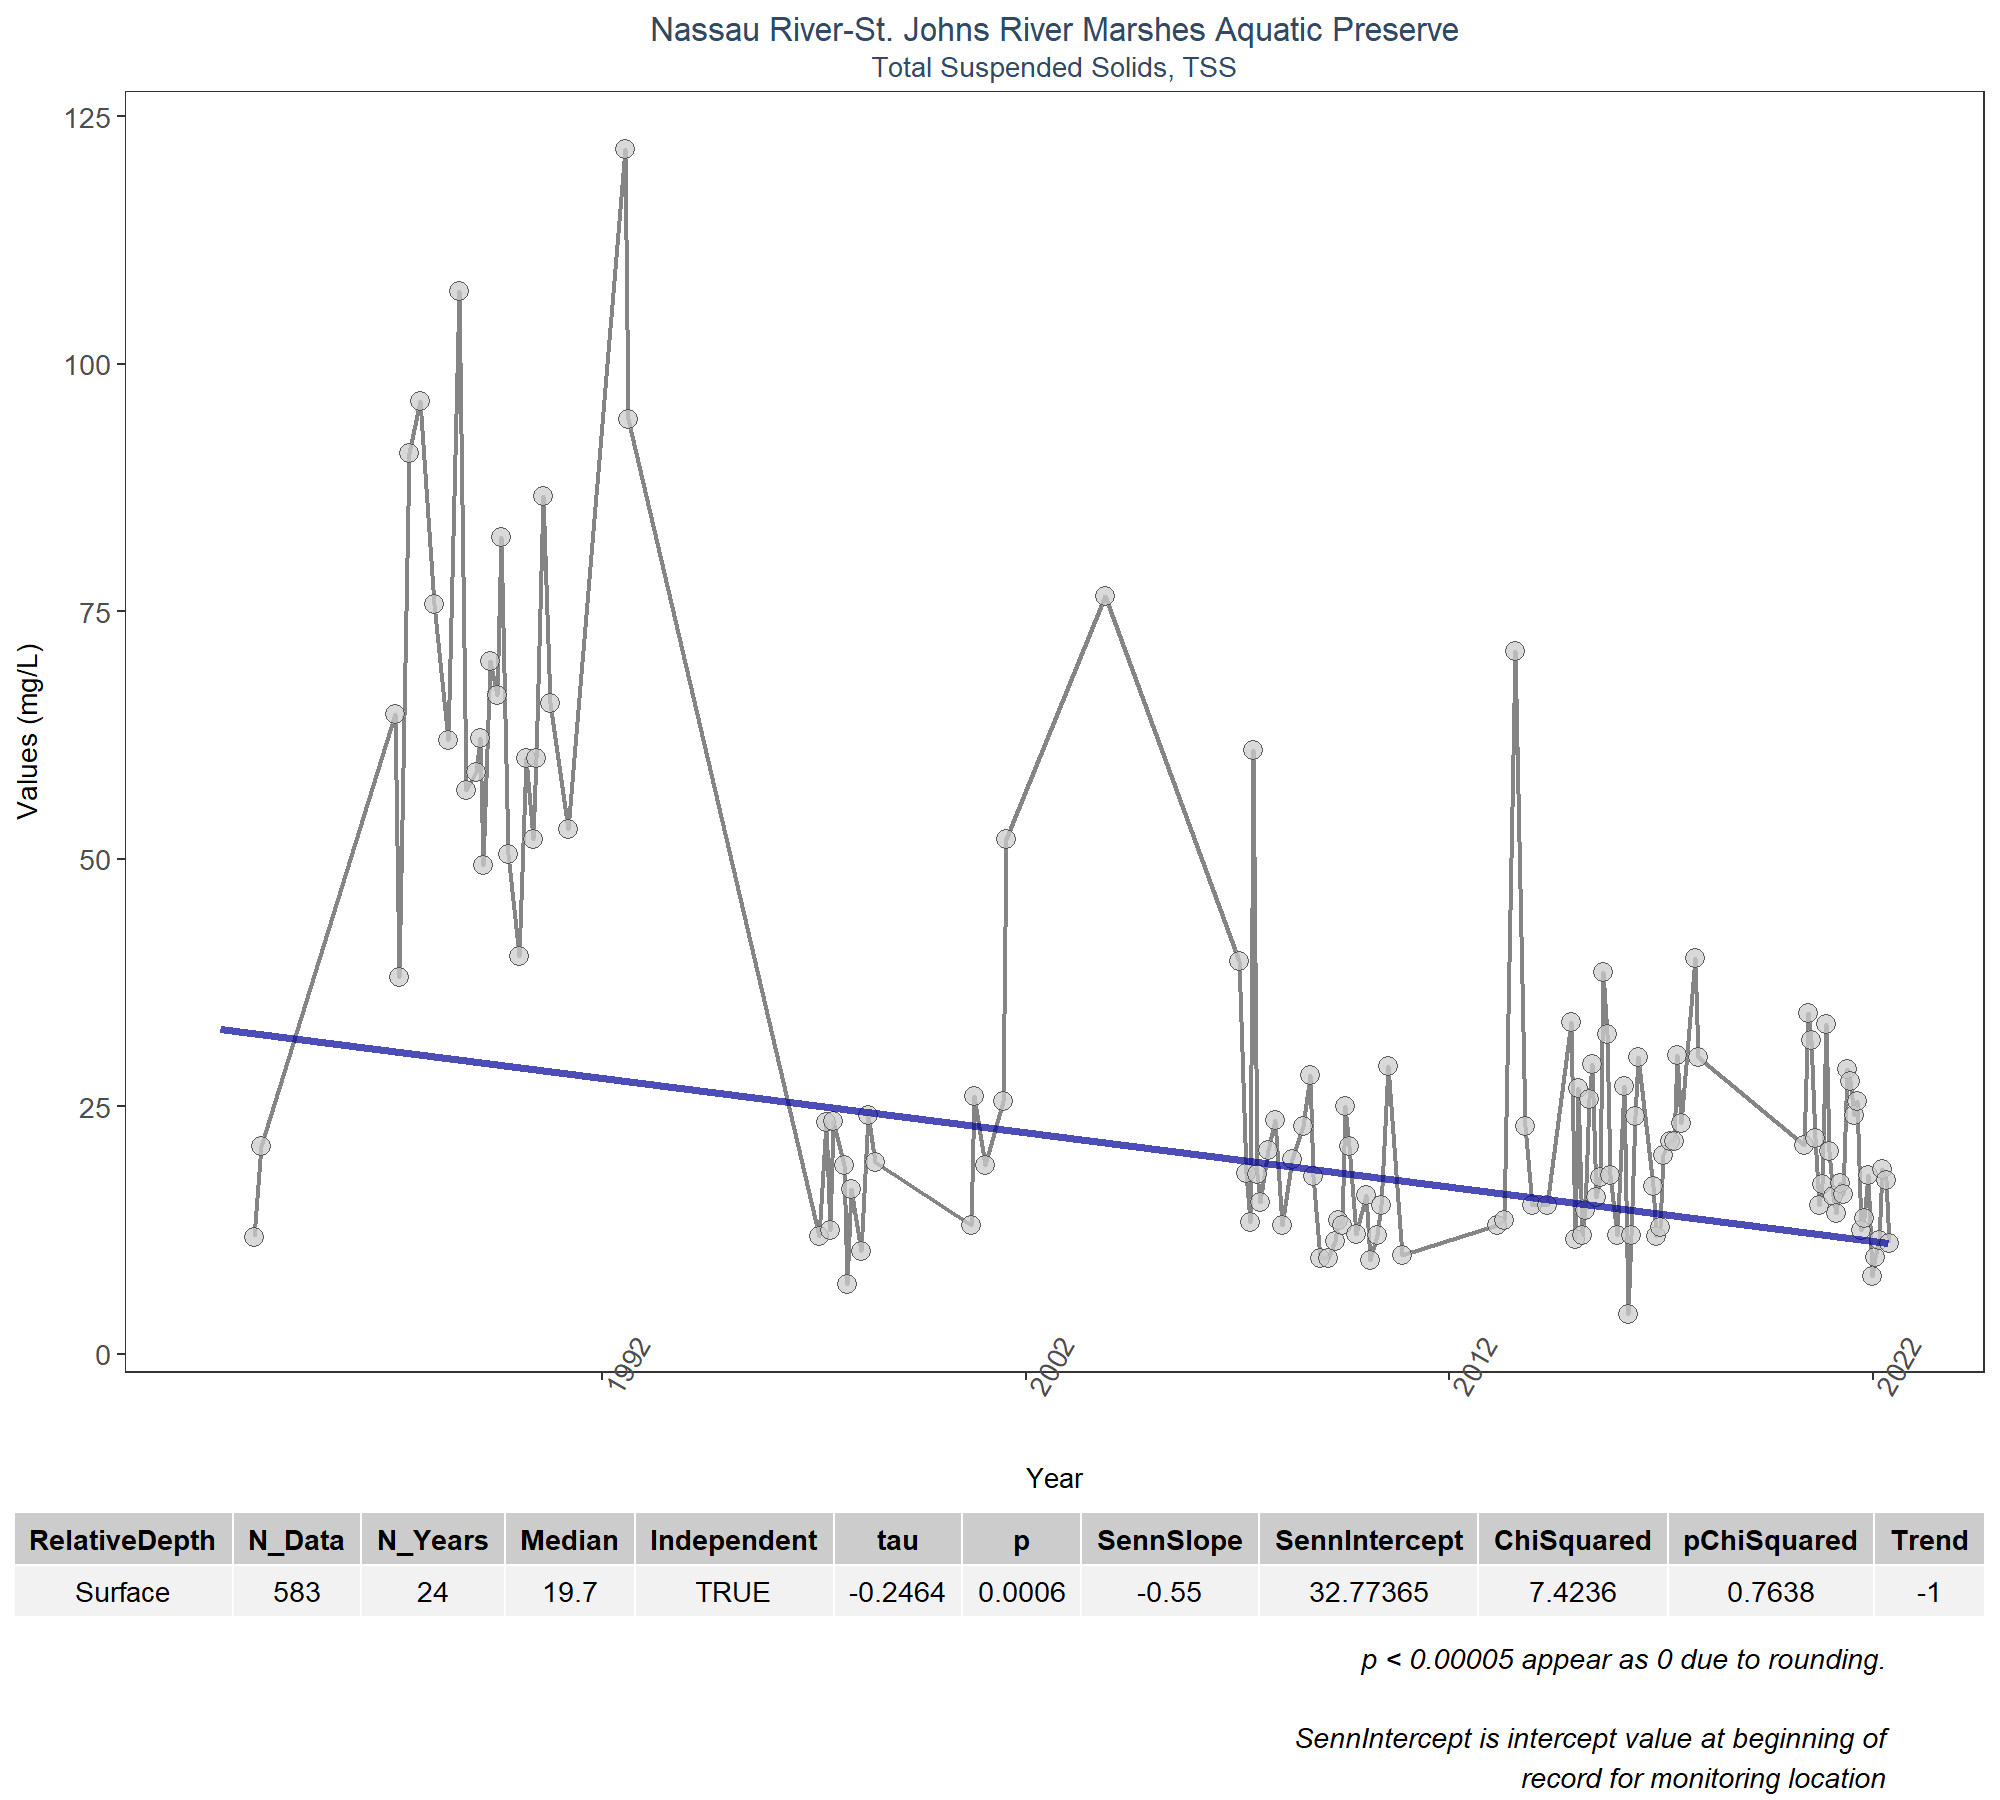 Nassau River-St. Johns River Marshes Aquatic Preserve
Total Suspended Solids, TSS
125
100
75
50
25
0
Values (mg/L)
1992
2002
2012
2022
Year
RelativeDepth N_Data N_Years Median Independent tau p SennSlope SennIntercept ChiSquared pChiSquared Trend
Surface 583 24 19.7 TRUE -0.2464 0.0006 -0.55 32.77365 7.4236 0.7638 -1
p < 0.00005 appear as 0 due to rounding.
SennIntercept is intercept value at beginning of
record for monitoring location